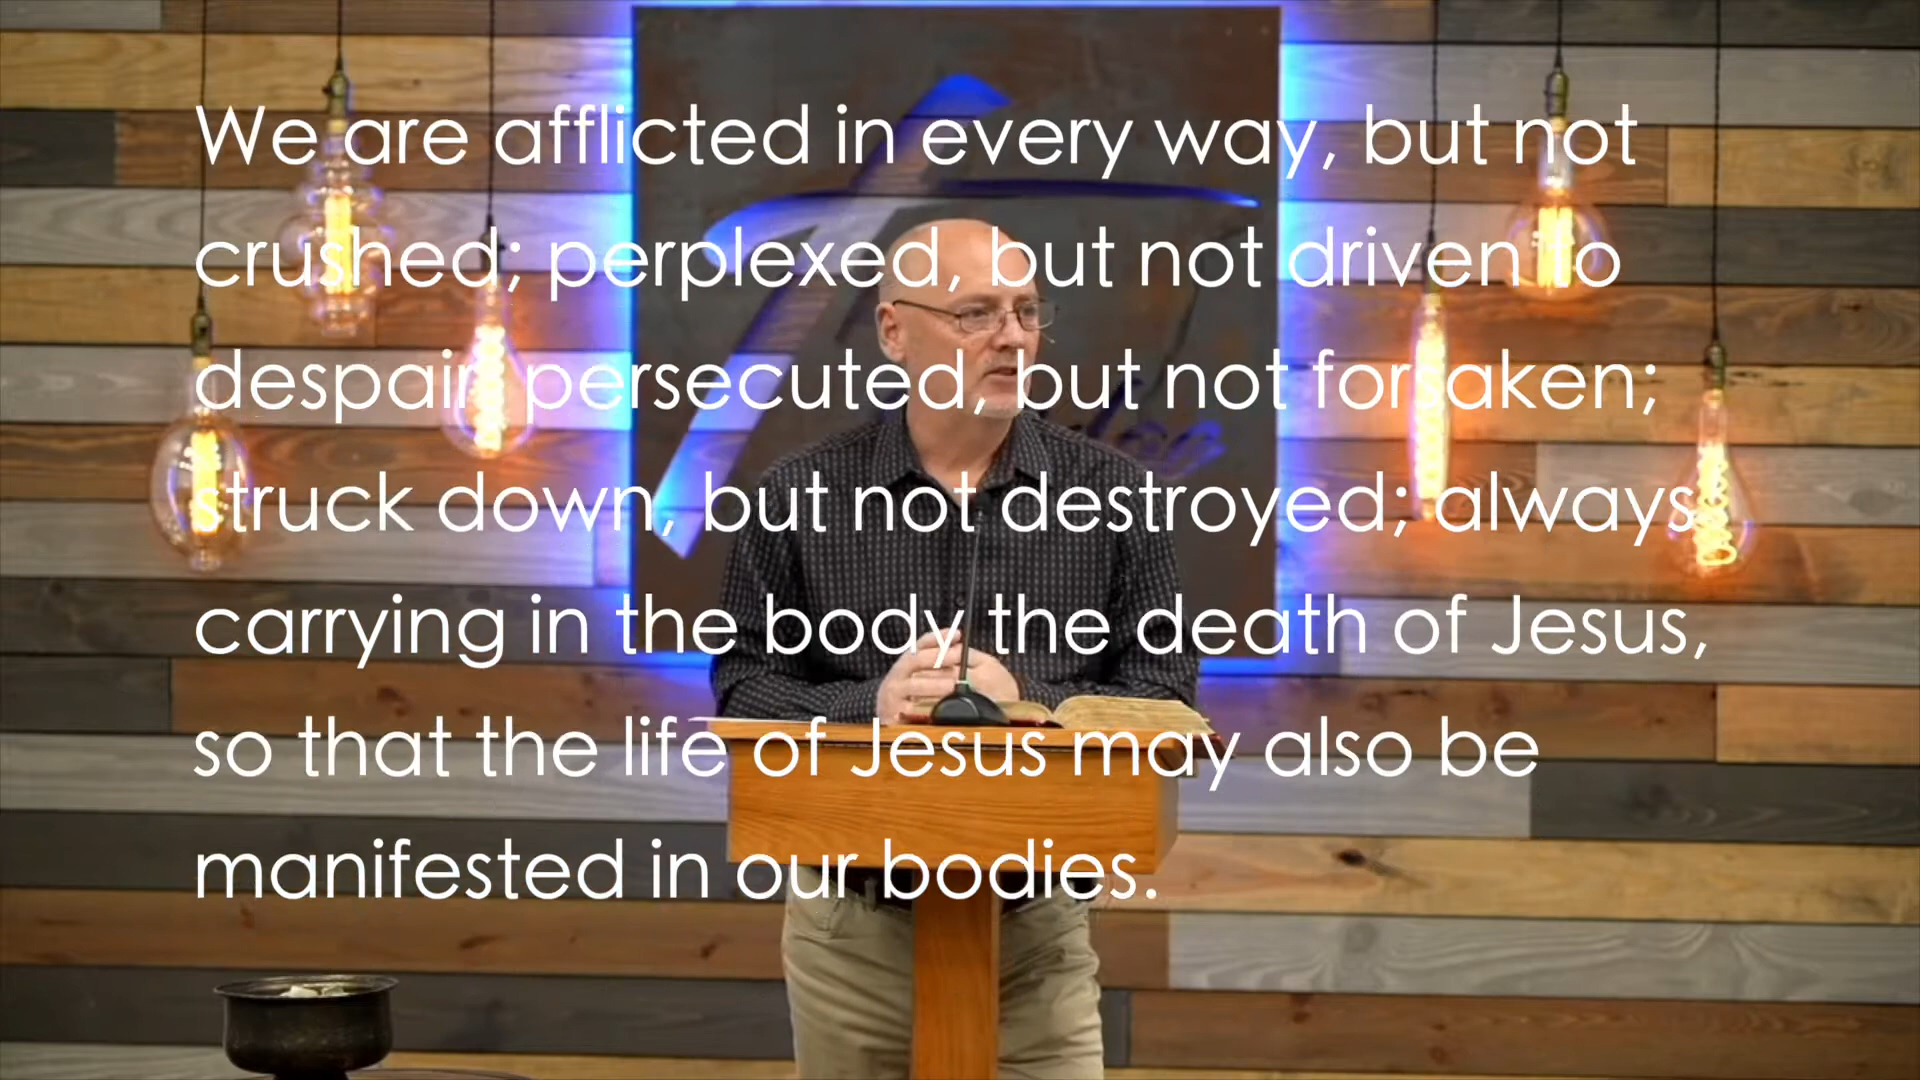 We are afflicted in every way, but not
crushed; perplexed, but not driven to
despair; persecuted, but not forsaken;
struck down, but not destroyed; always
carrying in the body the death of Jesus,
so that the life of Jesus may also be
manifested in our bodies.